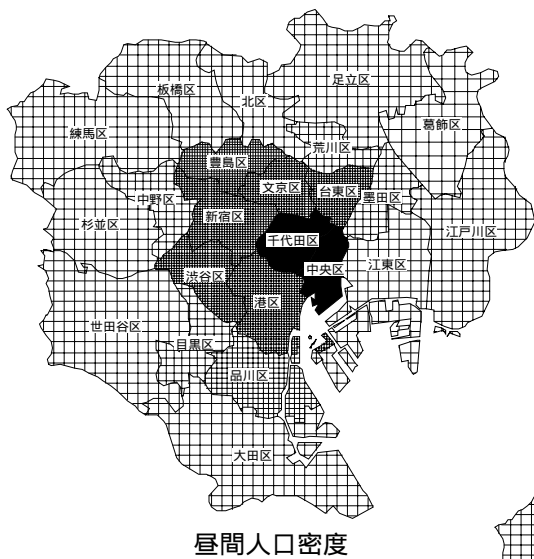 足立区
板橋区
北区
葛飾区
練馬区
荒川区
豊島区
文京区
台東区
墨田区
中野区
新宿区
杉並区
江戸川区
千代田区
中央区
江東区
渋谷区
港区
世田谷区
目黒区
品川区
大田区
昼間人口密度